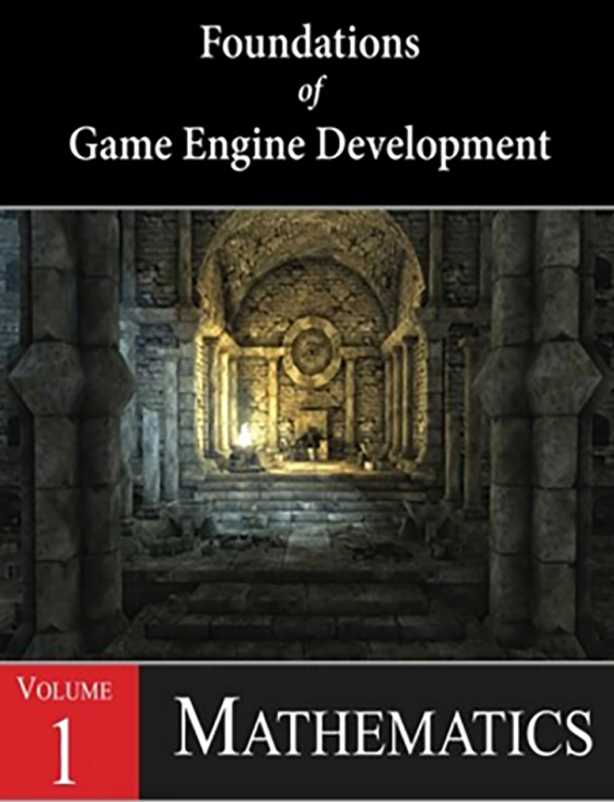 Foundations
of
Game Engine Development
VOLUME
1
MATHEMATICS